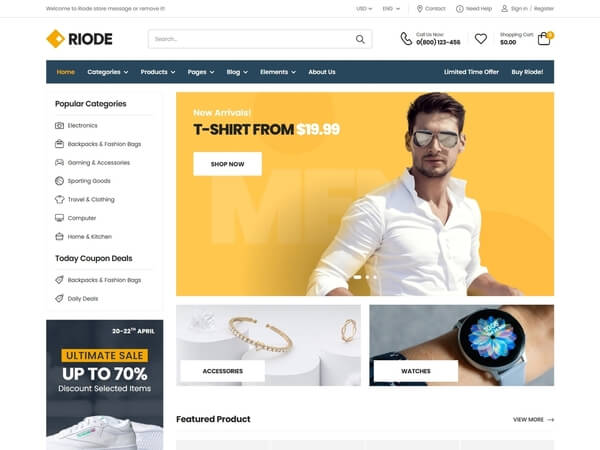 Welcome to Riode store message or remove it!
USD
ENG
Contact
Need Help
Sign in / Register
RIODE
Search...
Call Us Now:
0(800) 123-456
Shopping Cart:
$0.00
0
Home
Categories
Products
Pages
Blog
Elements
About Us
Limited Time Offer
Buy Riode!
Popular Categories
Electronics
Backpacks & Fashion Bags
Gaming & Accessories
Sporting Goods
Travel & Clothing
Computer
Home & Kitchen
Today Coupon Deals
Backpacks & Fashion Bags
Daily Deals
New Arrivals!
T-SHIRT FROM $19.99
SHOP NOW
MEN
20-22TH APRIL
ULTIMATE SALE
UP TO 70%
Discount Selected Items
ACCESSORIES
RIODE
WATCHES
Featured Product
VIEW MORE